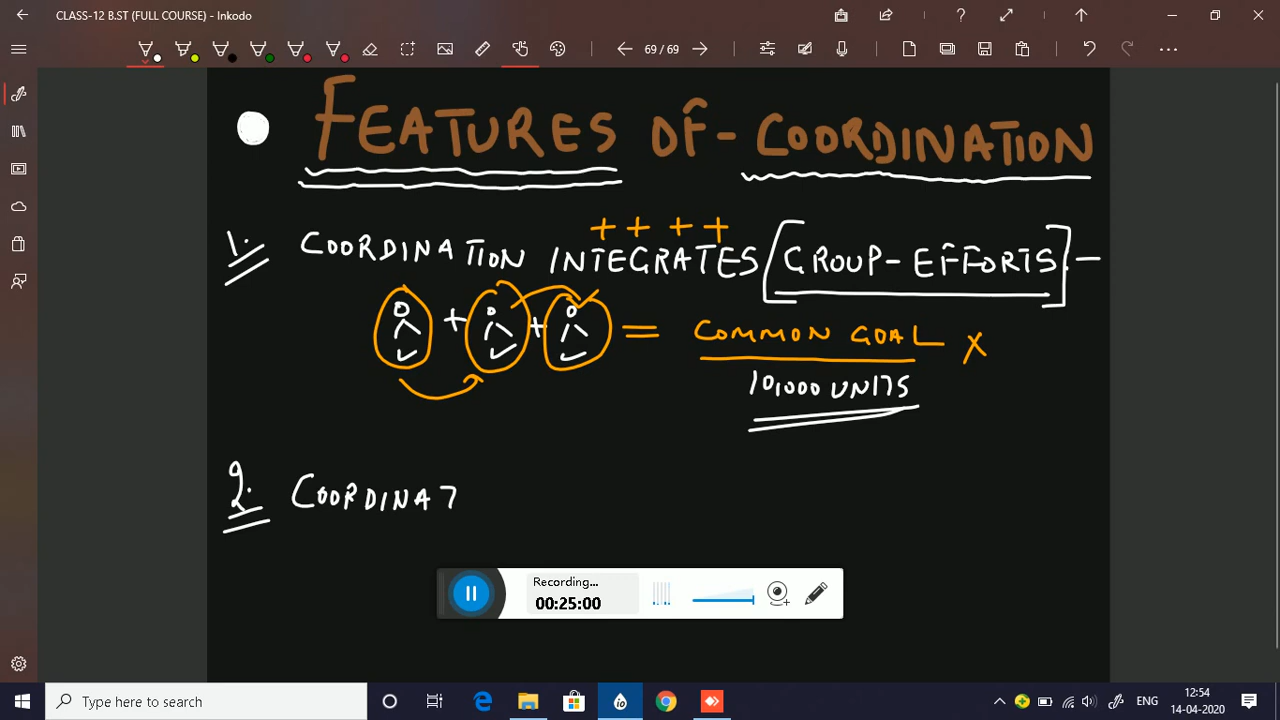 CLASS-12 B.ST (FULL COURSE) - Inkodo
69 / 69
FEATURES OF- COORDINATION
1. COORDINATION INTEGRATES [GROUP-EFFORTS] -
+ + + +
+ + = COMMON GOAL X
10,000 UNITS
2. COORDINAT
Recording...
00:25:00
Type here to search
ENG
12:54
14-04-2020